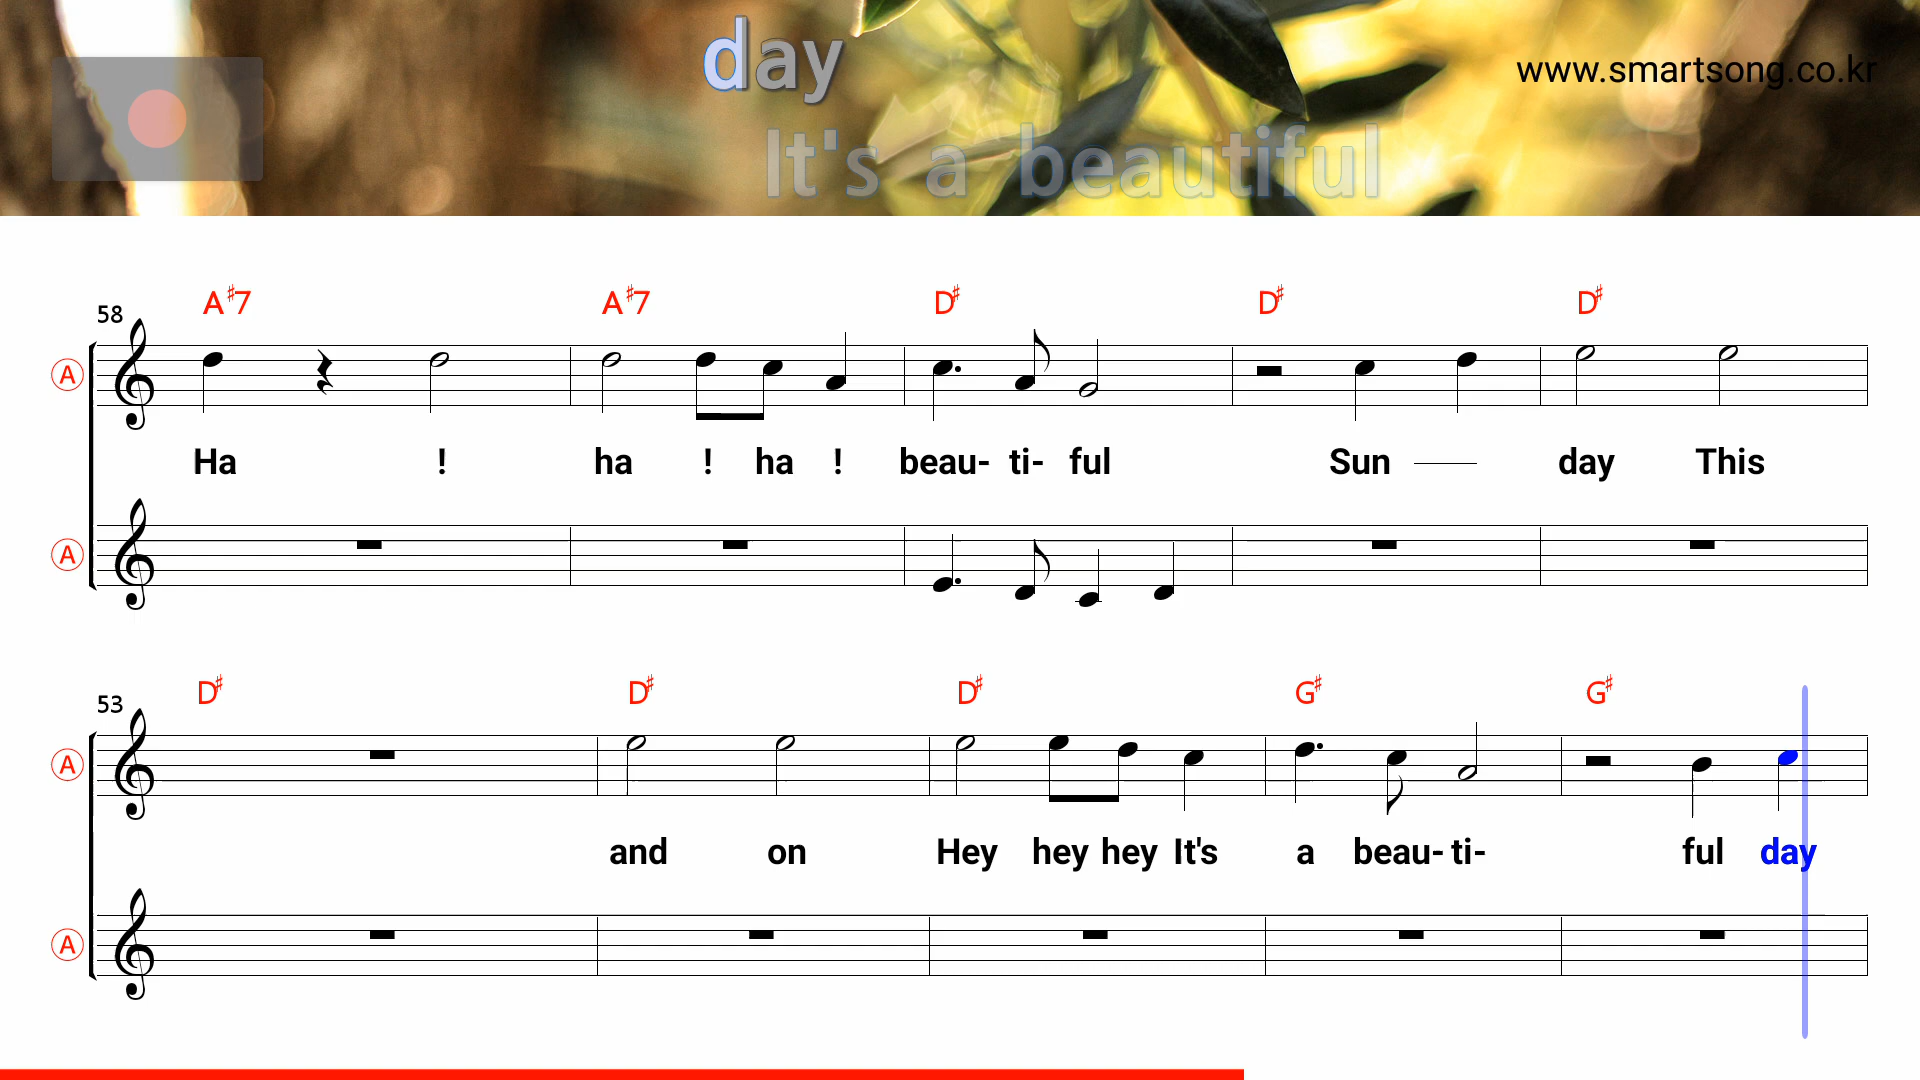 day
www.smartsong.co.kr
It's a beautiful
A♯7 A♯7 D♯ D♯ D♯
58
A
Ha ! ha ! ha ! beau- ti- ful Sun day This
A
D♯ D♯ D♯ G♯ G♯
53
A
and on Hey hey hey It's a beau- ti- ful day
A